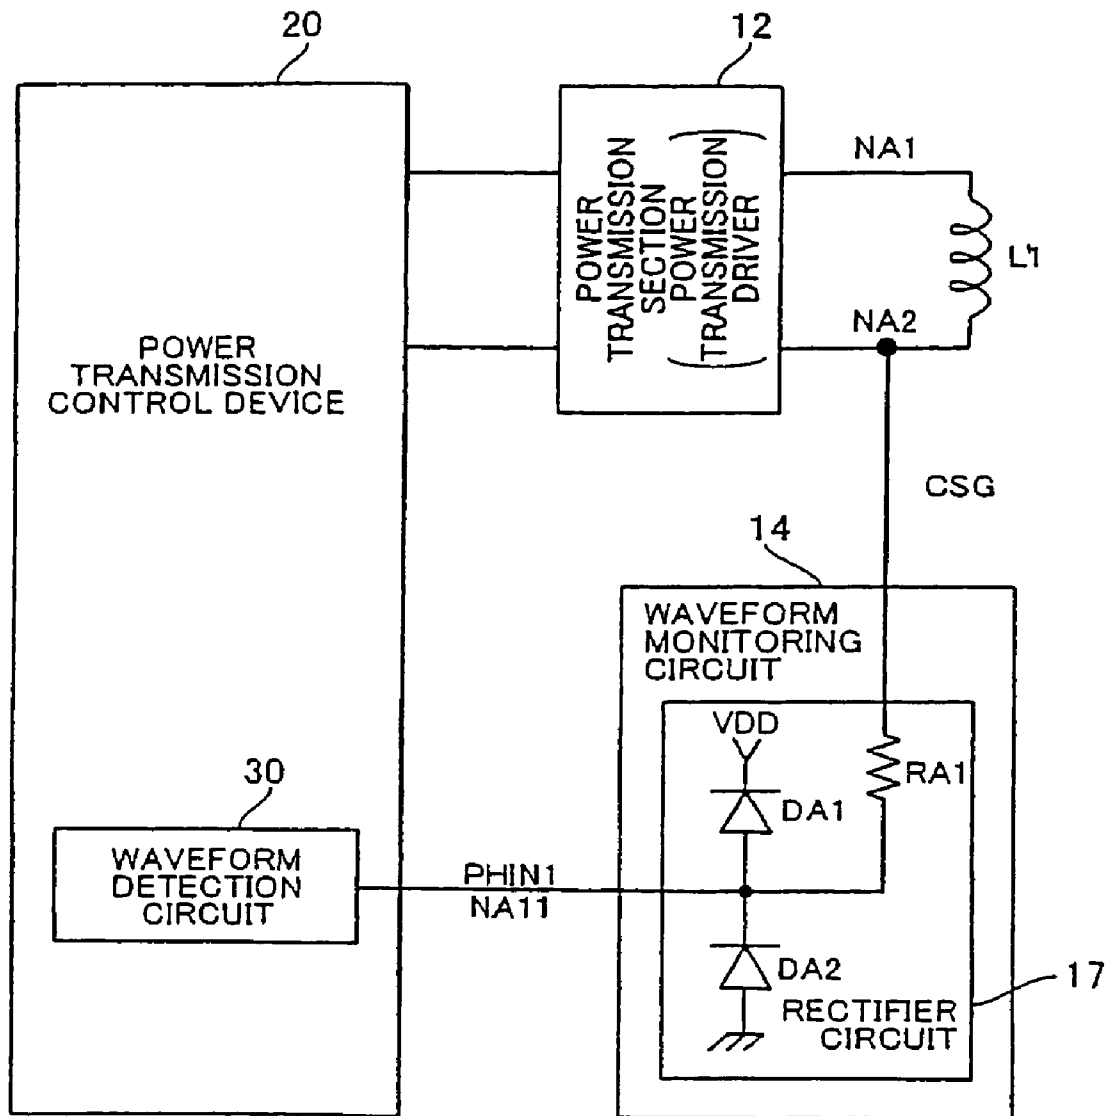 20
12
POWER
TRANSMISSION
SECTION
(POWER
TRANSMISSION
DRIVER)
NA1
L1
NA2
POWER
TRANSMISSION
CONTROL DEVICE
CSG
14
WAVEFORM
MONITORING
CIRCUIT
VDD
RA1
DA1
30
WAVEFORM
DETECTION
CIRCUIT
PHIN1
NA11
DA2
17
RECTIFIER
CIRCUIT